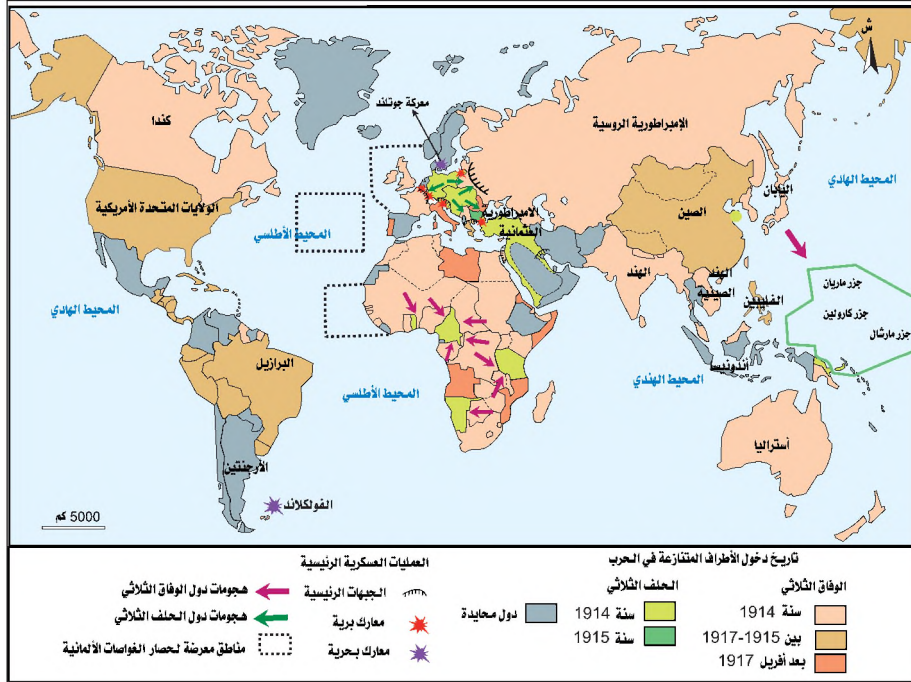 ش
معركة جوتلاند
كندا
الإمبراطورية الروسية
المحيط الهادي
اليابان
الولايات المتحدة الأمريكية
المحيط الأطلسي
الامبراطورية
العثمانية
الصين
المحيط الهادي
الهند
الهند
الصينية
الفليبين
جزر ماريان
جزر كارولين
جزر مارشال
البرازيل
المحيط الأطلسي
المحيط الهندي
أندونيسيا
أستراليا
الأرجنتين
الفولكلاند
5000 كم
تاريخ دخول الأطراف المتنازعة في الحرب
الوفاق الثلاثي
سنة 1914
بين 1915-1917
بعد أفريل 1917
الحلف الثلاثي
سنة 1914
سنة 1915
دول محايدة
العمليات العسكرية الرئيسية
الجبهات الرئيسية
معارك برية
معارك بحرية
هجومات دول الوفاق الثلاثي
هجومات دول الحلف الثلاثي
مناطق معرضة لحصار الغواصات الألمانية